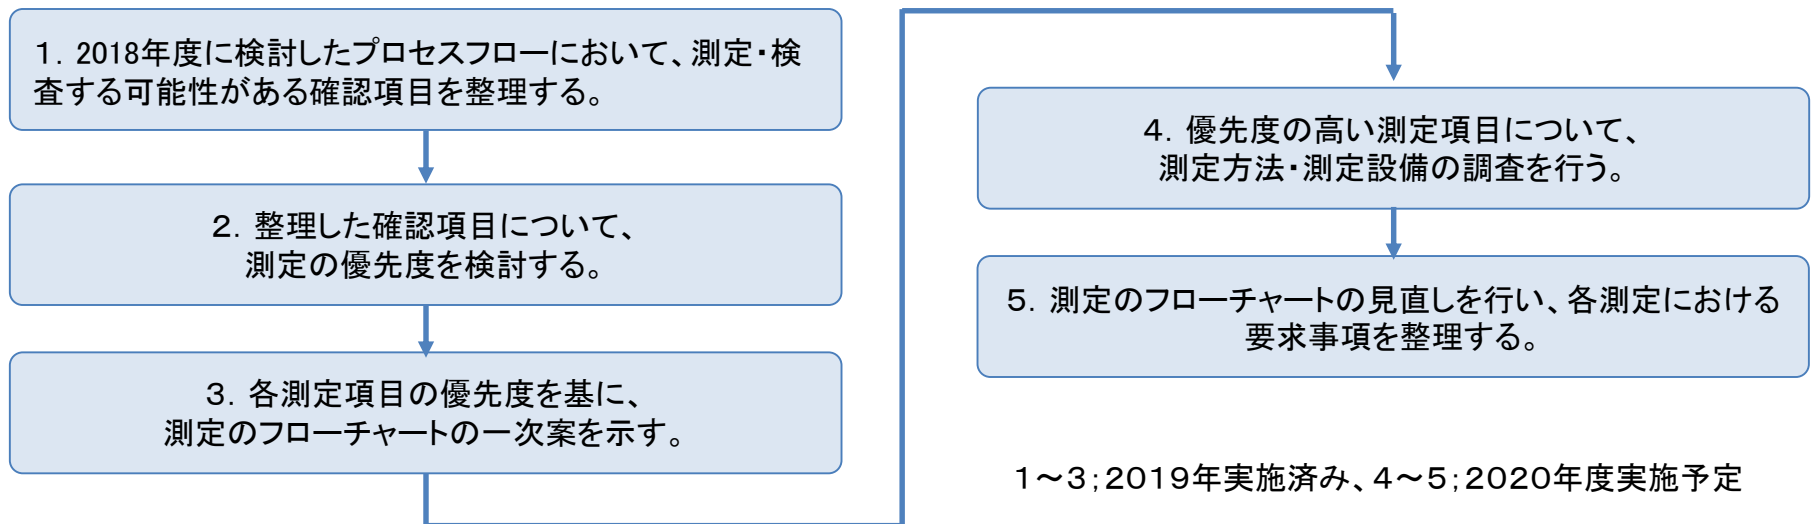 1．2018年度に検討したプロセスフローにおいて、測定・検
査する可能性がある確認項目を整理する。
２．整理した確認項目について、
測定の優先度を検討する。
３．各測定項目の優先度を基に、
測定のフローチャートの一次案を示す。
４．優先度の高い測定項目について、
測定方法・測定設備の調査を行う。
５．測定のフローチャートの見直しを行い、各測定における
要求事項を整理する。
１～３；２０１９年実施済み、４～５；２０２０年度実施予定